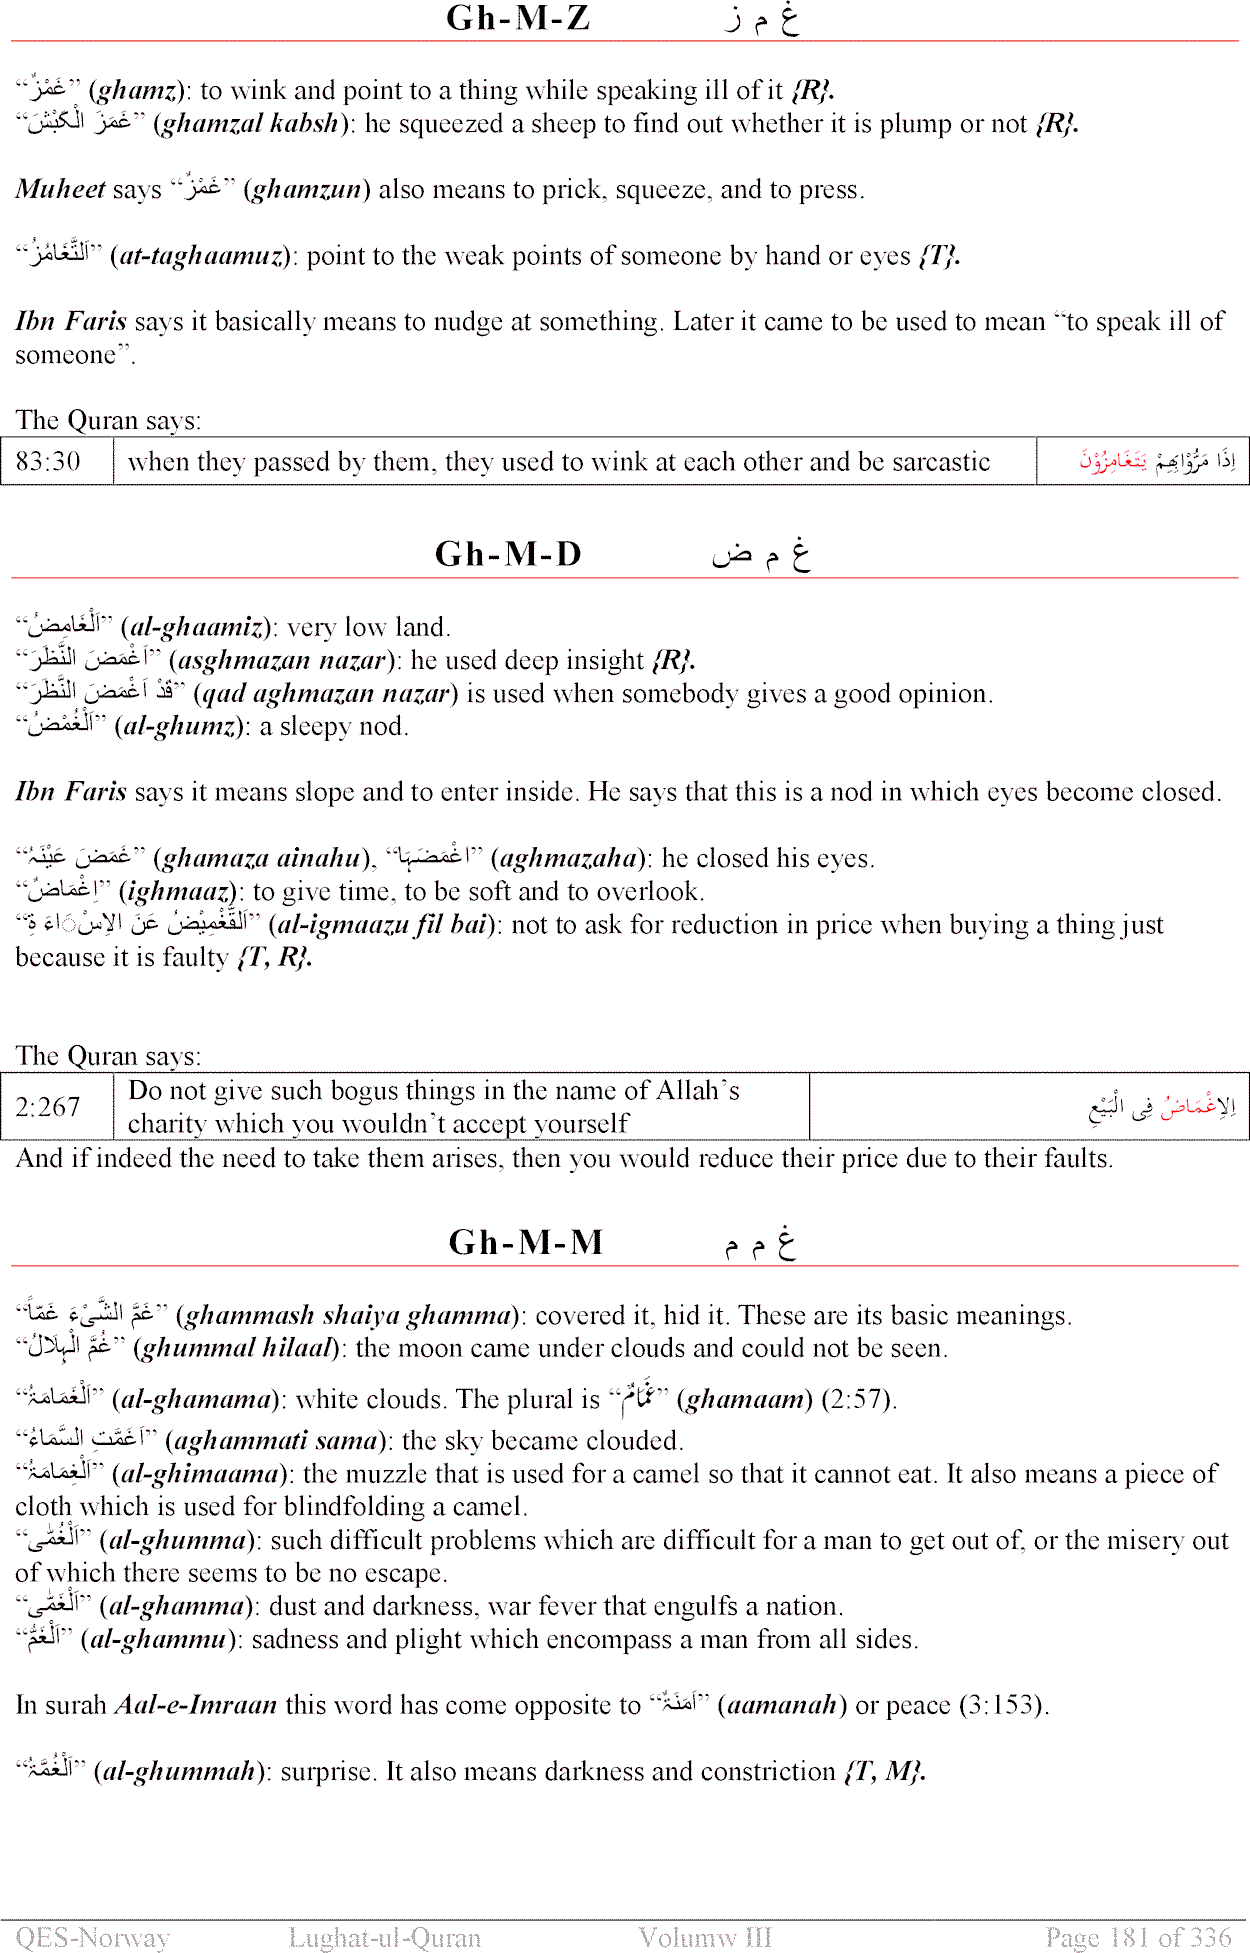 Gh-M-Z غ م ز
“غَمْزٌ” (ghamz): to wink and point to a thing while speaking ill of it {R}.
“غَمَزَ الْكَبْشَ” (ghamzal kabsh): he squeezed a sheep to find out whether it is plump or not {R}.
Muheet says “غَمْزٌ” (ghamzun) also means to prick, squeeze, and to press.
“اَلتَّغَامُزُ” (at-taghaamuz): point to the weak points of someone by hand or eyes {T}.
Ibn Faris says it basically means to nudge at something. Later it came to be used to mean “to speak ill of
someone”.
The Quran says:
83:30 when they passed by them, they used to wink at each other and be sarcastic اِذَا مَرُّوْابِهِمْ يَتَغَامِزُوْنَ
Gh-M-D غ م ض
“اَلْغَامِضُ” (al-ghaamiz): very low land.
“اَغْمَضَ النَّظَرَ” (asghmazan nazar): he used deep insight {R}.
“قَدْ اَغْمَضَ النَّظَرَ” (qad aghmazan nazar) is used when somebody gives a good opinion.
“اَلْغُمْضُ” (al-ghumz): a sleepy nod.
Ibn Faris says it means slope and to enter inside. He says that this is a nod in which eyes become closed.
“غَمَضَ عَيْنَہُ” (ghamaza ainahu), “اغْمَضَہَا” (aghmazaha): he closed his eyes.
“اِغْمَاضٌ” (ighmaaz): to give time, to be soft and to overlook.
“اَلتَّغْمِيْضُ عَنَ الاِسْاءَ ةِ” (al-igmaazu fil bai): not to ask for reduction in price when buying a thing just
because it is faulty {T, R}.
The Quran says:
2:267 Do not give such bogus things in the name of Allah’s
charity which you wouldn’t accept yourself اِلاِغْمَاضُ فِی الْبَيْعِ
And if indeed the need to take them arises, then you would reduce their price due to their faults.
Gh-M-M غ م م
“غَمَّ الشَّیْءَ غَمّاً” (ghammash shaiya ghamma): covered it, hid it. These are its basic meanings.
“غُمَّ الْہِلَالُ” (ghummal hilaal): the moon came under clouds and could not be seen.
“اَلْغَمَامَۃُ” (al-ghamama): white clouds. The plural is “غَمَامٌ” (ghamaam) (2:57).
“اَغَمَّتِ السَّمَاءُ” (aghammati sama): the sky became clouded.
“اَلْغِمَامَۃُ” (al-ghimaama): the muzzle that is used for a camel so that it cannot eat. It also means a piece of
cloth which is used for blindfolding a camel.
“اَلْغُمّٰی” (al-ghumma): such difficult problems which are difficult for a man to get out of, or the misery out
of which there seems to be no escape.
“اَلْغَمّٰی” (al-ghamma): dust and darkness, war fever that engulfs a nation.
“اَلْغَمُّ” (al-ghammu): sadness and plight which encompass a man from all sides.
In surah Aal-e-Imraan this word has come opposite to “اَمَنَۃٌ” (aamanah) or peace (3:153).
“اَلْغُمَّۃُ” (al-ghummah): surprise. It also means darkness and constriction {T, M}.
QES-Norway Lughat-ul-Quran Volumw III Page 181 of 336